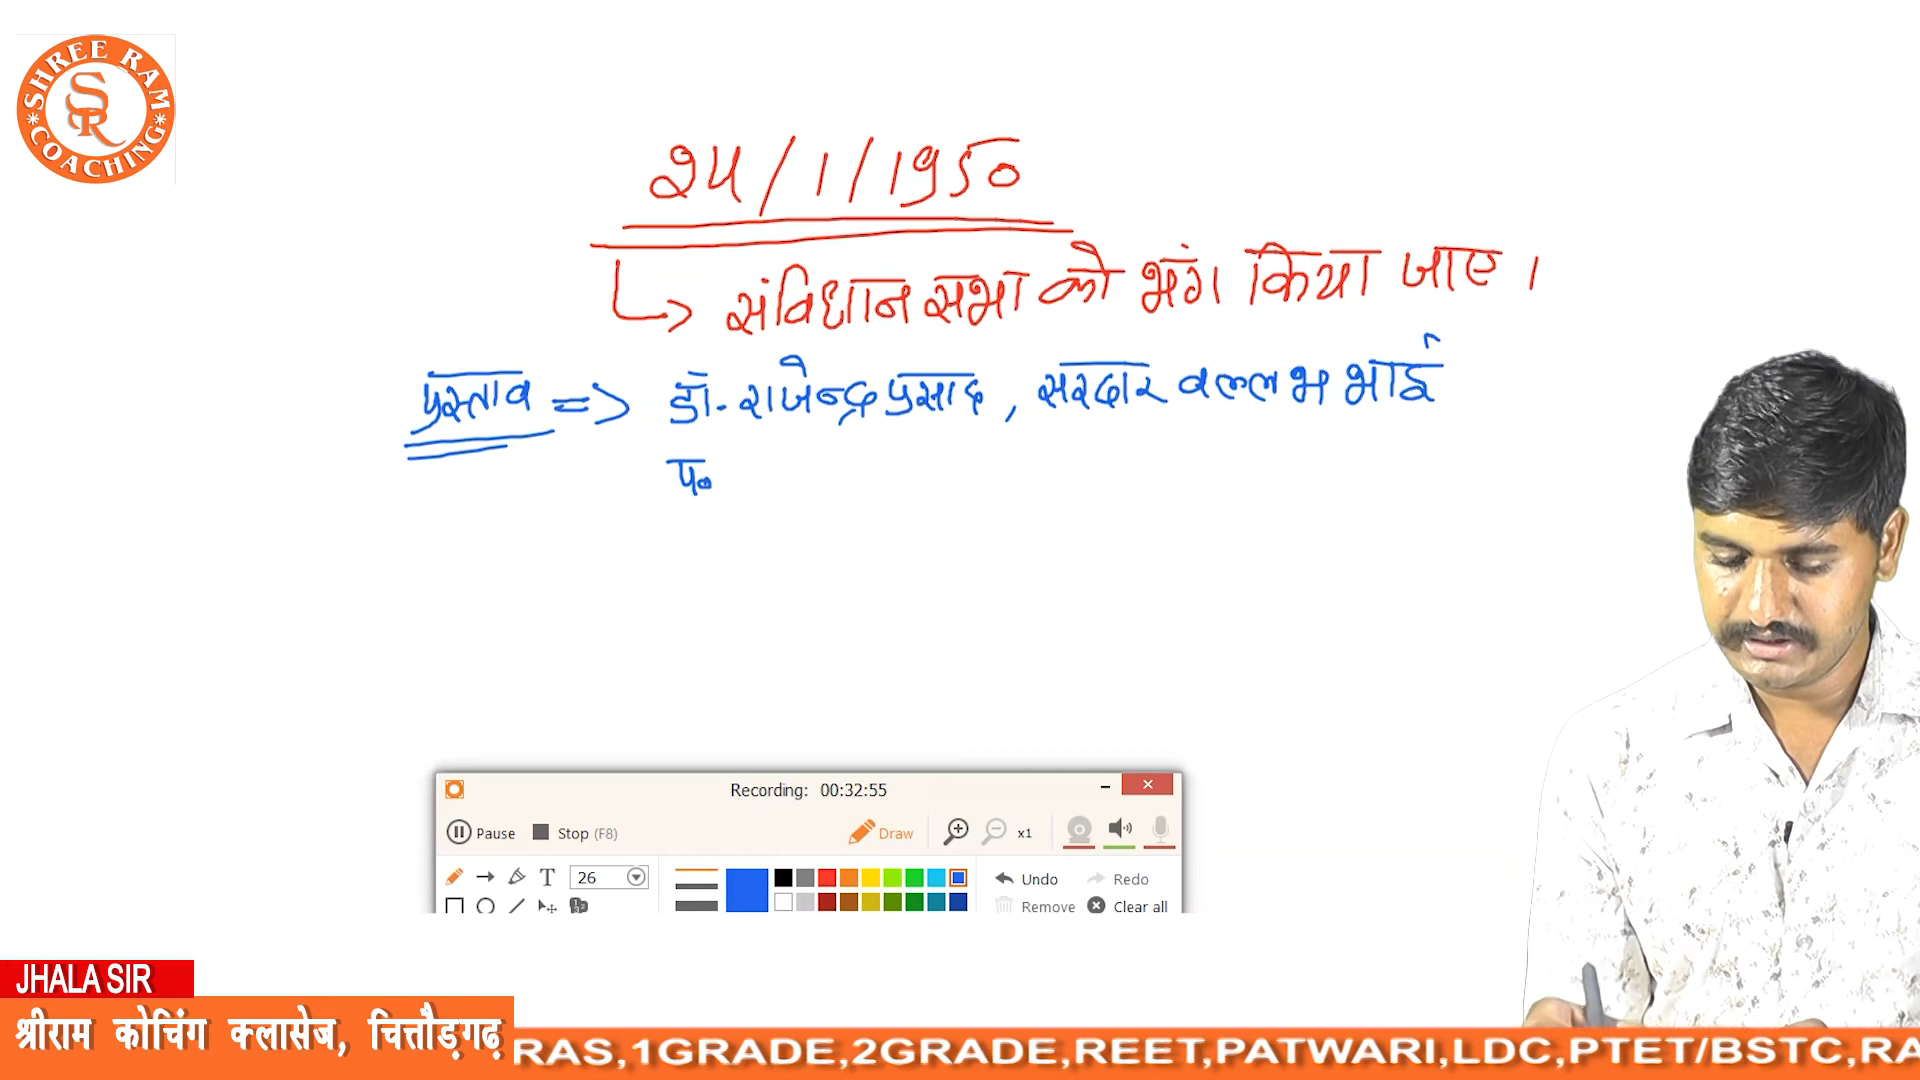 SHREE RAM
SR
COACHING
24/1/1950
संविधान सभा को भंग किया जाए।
प्रस्ताव => डॉ. राजेन्द्र प्रसाद, सरदार वल्लभ भाई
प०
Recording: 00:32:55
Pause Stop (F8) Draw x1
T 26 Undo Redo
Remove Clear all
JHALA SIR
श्रीराम कोचिंग क्लासेज, चित्तौड़गढ़
RAS,1GRADE,2GRADE,REET,PATWARI,LDC,PTET/BSTC,RA